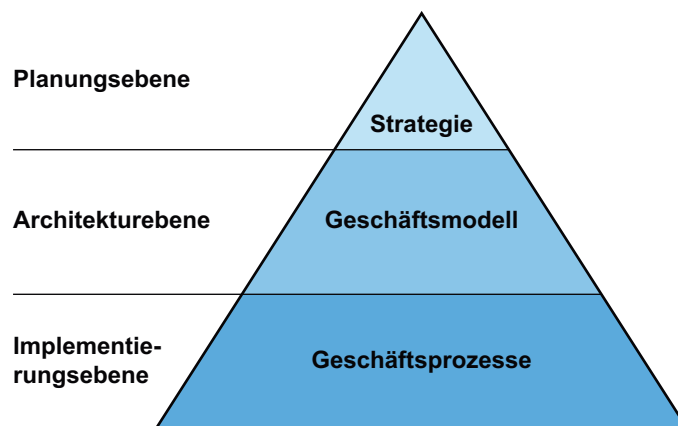 Planungsebene
Strategie
Architekturebene
Geschäftsmodell
Implementie-
rungsebene
Geschäftsprozesse